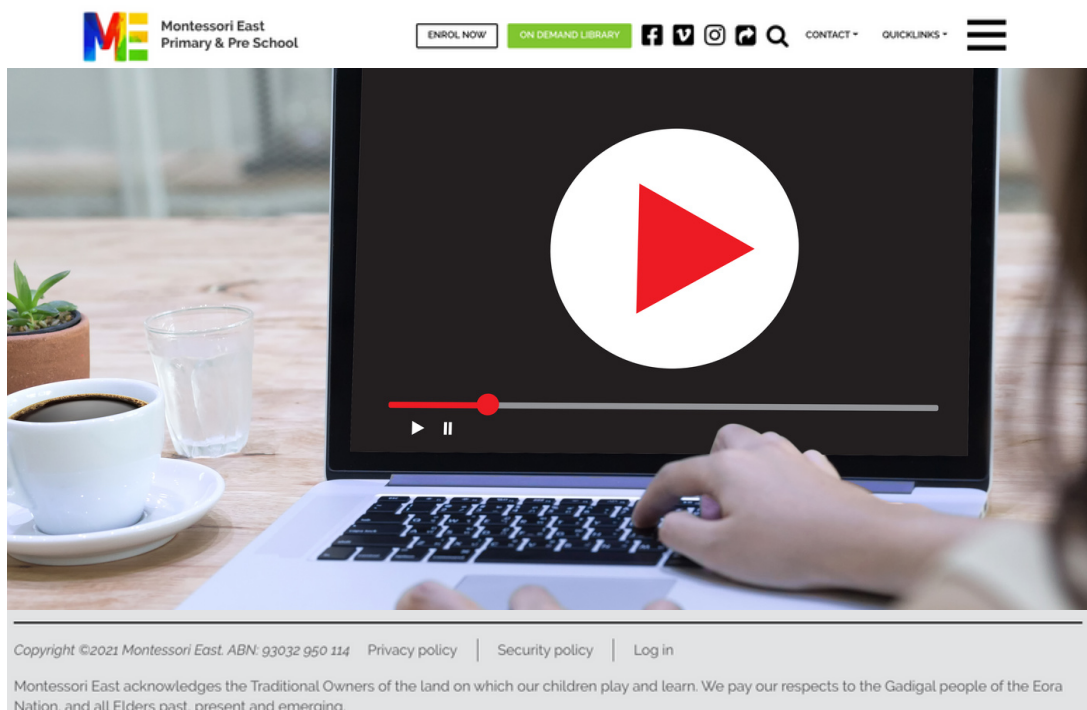 ME
Montessori East
Primary & Pre School
ENROL NOW
ON DEMAND LIBRARY
CONTACT
QUICKLINKS
Copyright ©2021 Montessori East. ABN: 93032 950 114 Privacy policy | Security policy | Log in
Montessori East acknowledges the Traditional Owners of the land on which our children play and learn. We pay our respects to the Gadigal people of the Eora
Nation, and all Elders past, present and emerging.